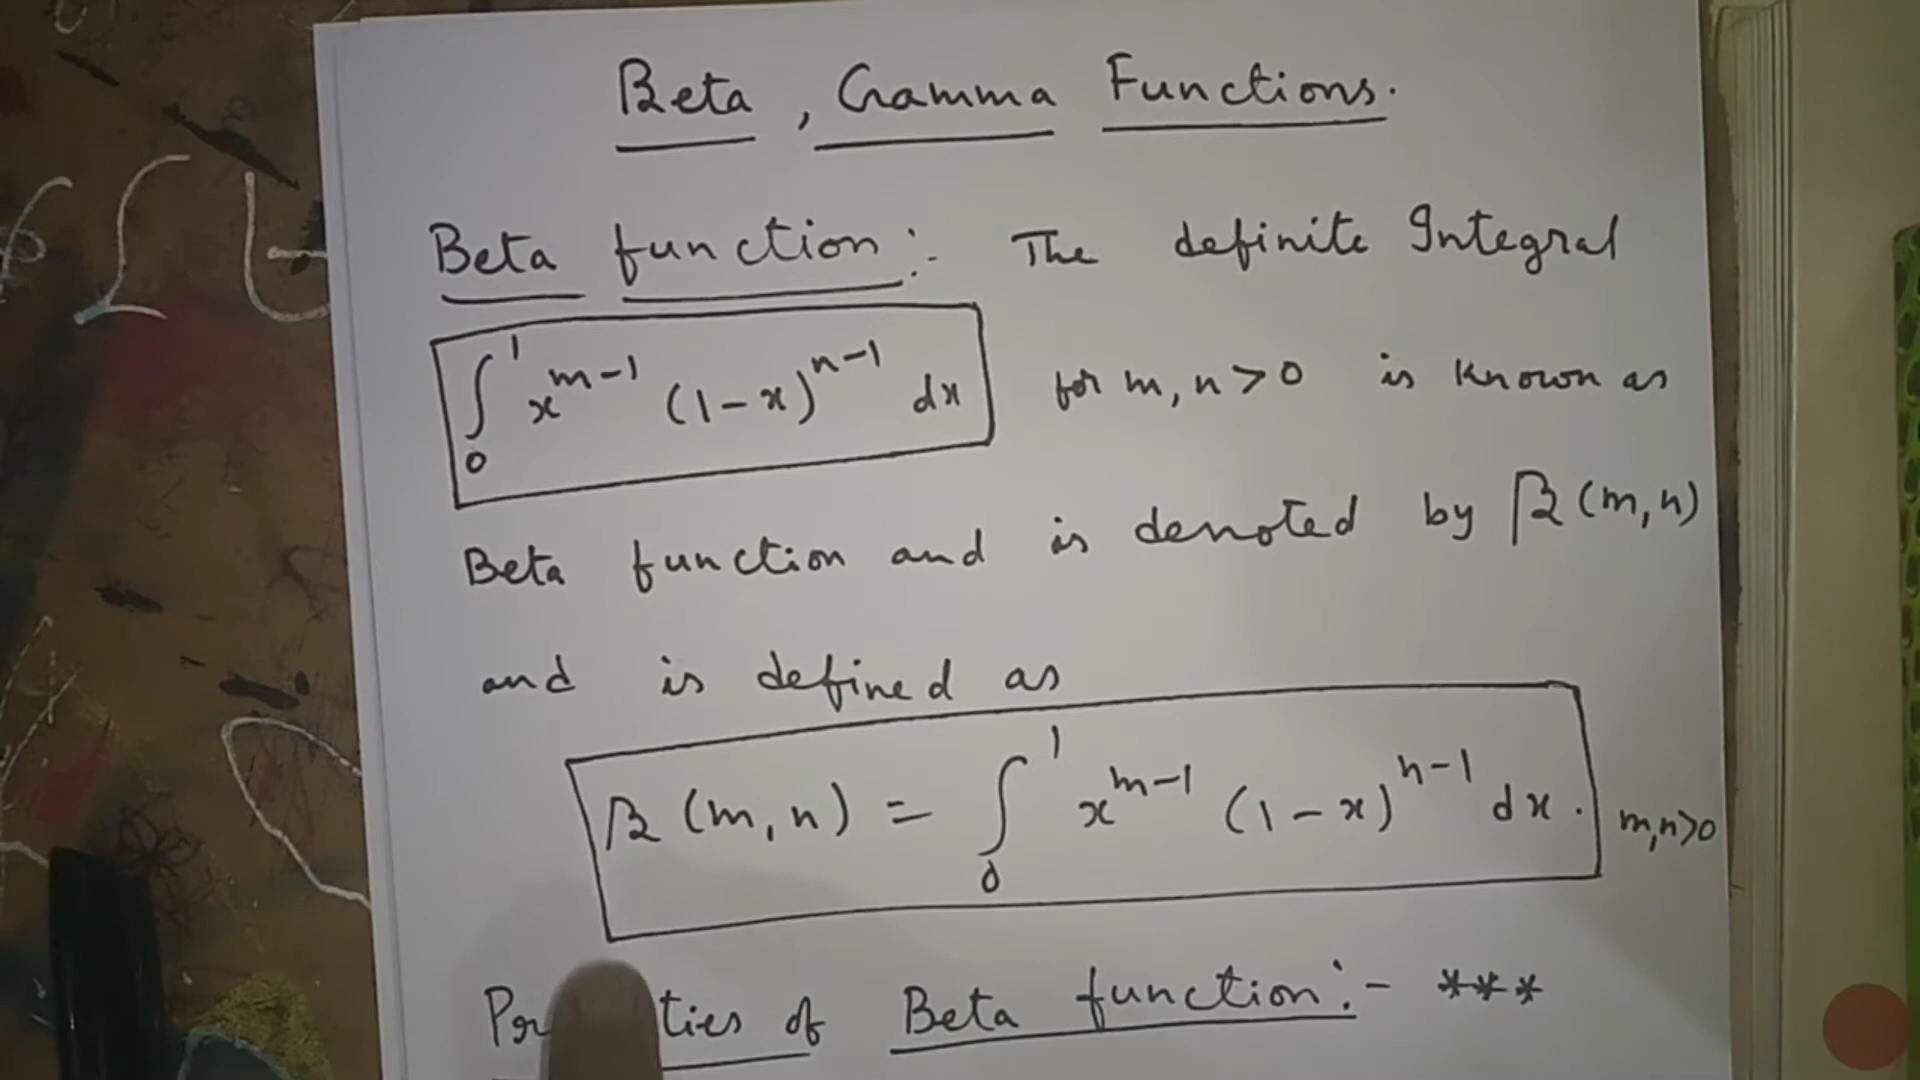 Beta, Gamma Functions.
Beta function:- The definite Integral
∫₀¹ x^{m-1} (1-x)^{n-1} dx for m, n > 0 is known as
Beta function and is denoted by β(m,n)
and is defined as
β(m,n) = ∫₀¹ x^{m-1} (1-x)^{n-1} dx. m,n>0
of Beta function:- ***